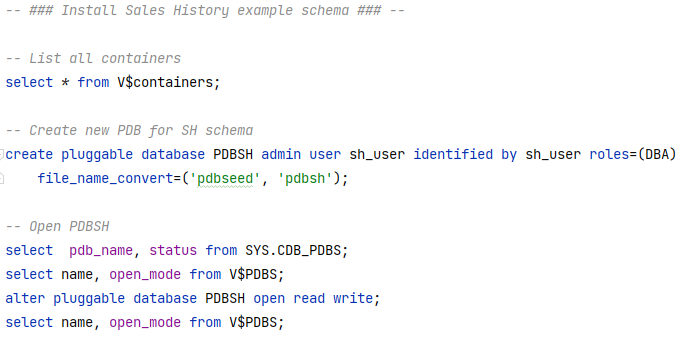 -- ### Install Sales History example schema ### --
-- List all containers
select * from V$containers;
-- Create new PDB for SH schema
create pluggable database PDBSH admin user sh_user identified by sh_user roles=(DBA)
    file_name_convert=('pdbseed', 'pdbsh');
-- Open PDBSH
select  pdb_name, status from SYS.CDB_PDBS;
select name, open_mode from V$PDBS;
alter pluggable database PDBSH open read write;
select name, open_mode from V$PDBS;